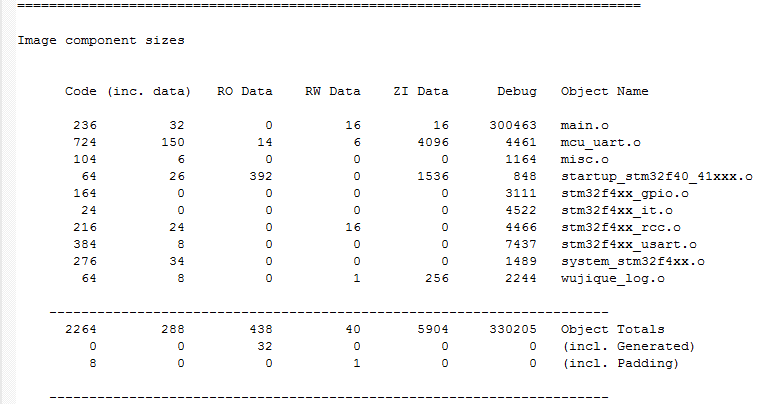 ================================================================================
Image component sizes
Code (inc. data) RO Data RW Data ZI Data Debug Object Name
236 32 0 16 16 300463 main.o
724 150 14 6 4096 4461 mcu_uart.o
104 6 0 0 0 1164 misc.o
64 26 392 0 1536 848 startup_stm32f40_41xxx.o
164 0 0 0 0 3111 stm32f4xx_gpio.o
24 0 0 0 0 4522 stm32f4xx_it.o
216 24 0 16 0 4466 stm32f4xx_rcc.o
384 8 0 0 0 7437 stm32f4xx_usart.o
276 34 0 0 0 1489 system_stm32f4xx.o
64 8 0 1 256 2244 wujique_log.o
----------------------------------------------------------------------
2264 288 438 40 5904 330205 Object Totals
0 0 32 0 0 0 (incl. Generated)
8 0 0 1 0 0 (incl. Padding)
----------------------------------------------------------------------